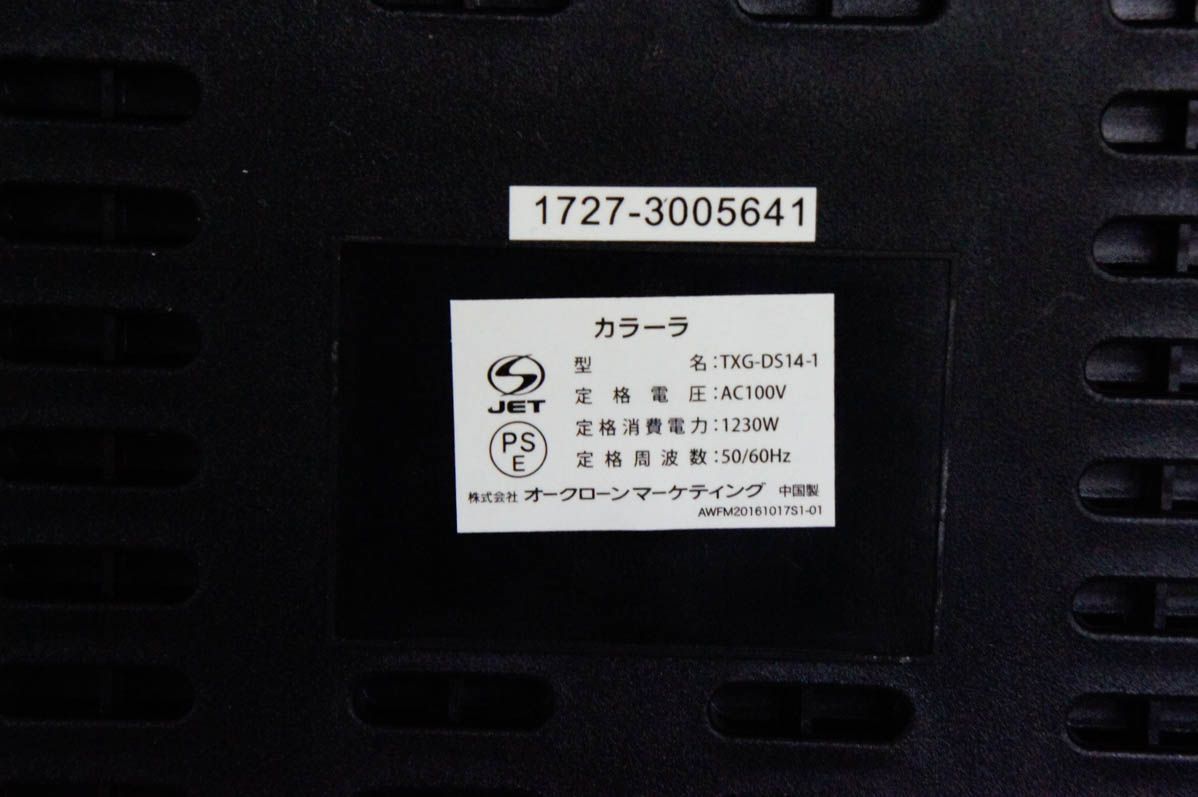 1727-3005641
カラーラ
JET
型名:TXG-DS14-1
定格電圧:AC100V
PS
E
定格消費電力:1230W
定格周波数:50/60Hz
株式会社 オークローンマーケティング 中国製
AWFM20161017S1-01